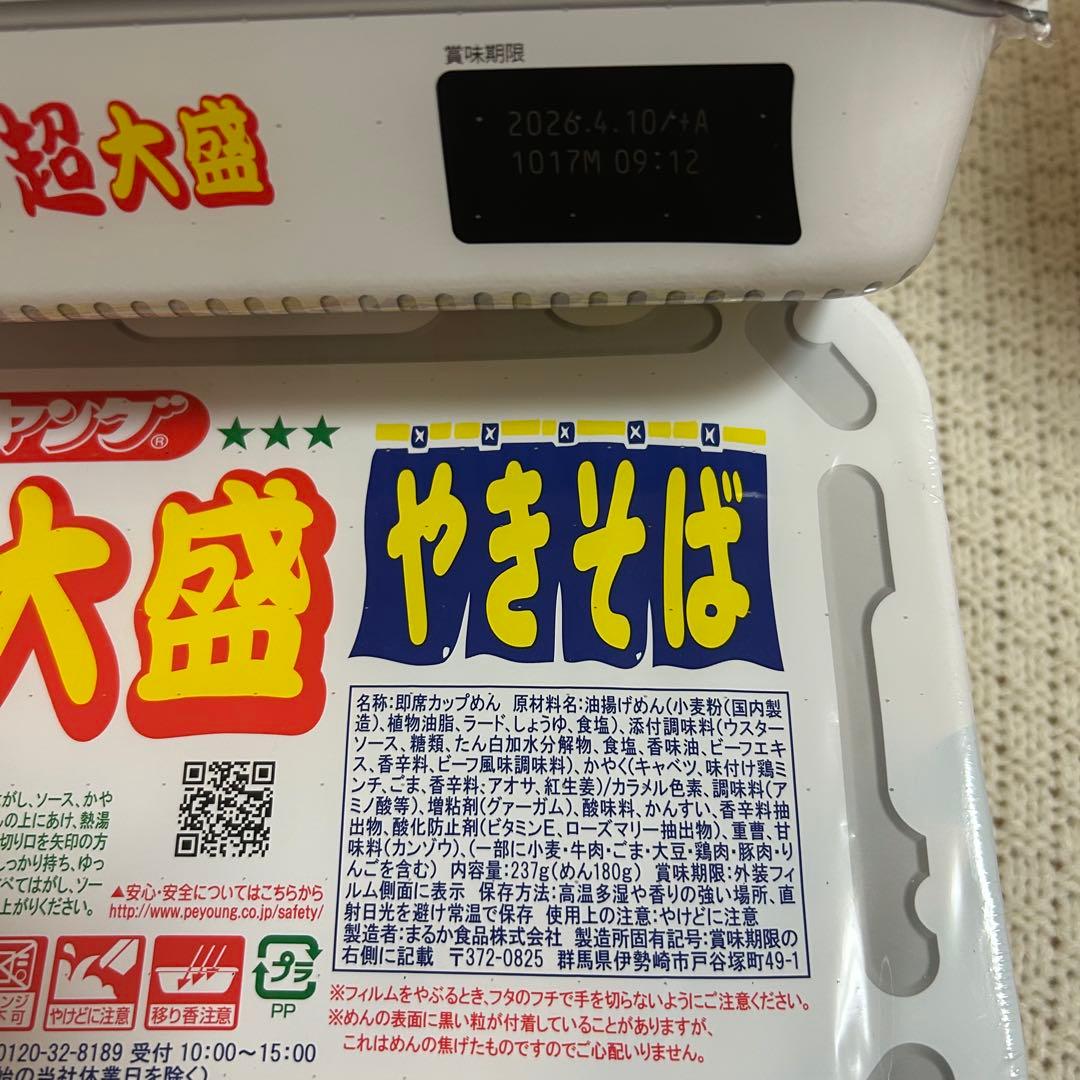 賞味期限
2026.4.10/+A
1017M 09:12
超大盛
ヤング®
★★★
大盛
やきそば
名称:即席カップめん 原材料名:油揚げめん(小麦粉(国内製
造)、植物油脂、ラード、しょうゆ、食塩)、添付調味料(ウスター
ソース、糖類、たん白加水分解物、食塩、香味油、ビーフエキ
ス、香辛料、ビーフ風味調味料)、かやく(キャベツ、味付け鶏ミ
ンチ、ごま、香辛料、アオサ、紅生姜)/カラメル色素、調味料(ア
ミノ酸等)、増粘剤(グァーガム)、酸味料、かんすい、香辛料抽
出物、酸化防止剤(ビタミンE、ローズマリー抽出物)、重曹、甘
味料(カンゾウ)、(一部に小麦・牛肉・ごま・大豆・鶏肉・豚肉・り
んごを含む) 内容量:237g(めん180g) 賞味期限:外装フィ
ルム側面に表示 保存方法:高温多湿や香りの強い場所、直
射日光を避け常温で保存 使用上の注意:やけどに注意
製造者:まるか食品株式会社 製造所固有記号:賞味期限の
右側に記載 〒372-0825 群馬県伊勢崎市戸谷塚町49-1
がし、ソース、かや
の上にあけ、熱湯
切り口を矢印の方
しっかり持ち、ゆっ
べてはがし、ソー
上がりください。
▲安心・安全についてはこちらから
http://www.peyoung.co.jp/safety/
ンジ
不可
やけどに注意
移り香注意
プラ
PP
※フィルムをやぶるとき、フタのフチで手を切らないようにご注意ください。
※めんの表面に黒い粒が付着していることがありますが、
これはめんの焦げたものですのでご心配いりません。
0120-32-8189 受付 10:00～15:00
始の当社休業日を除く)